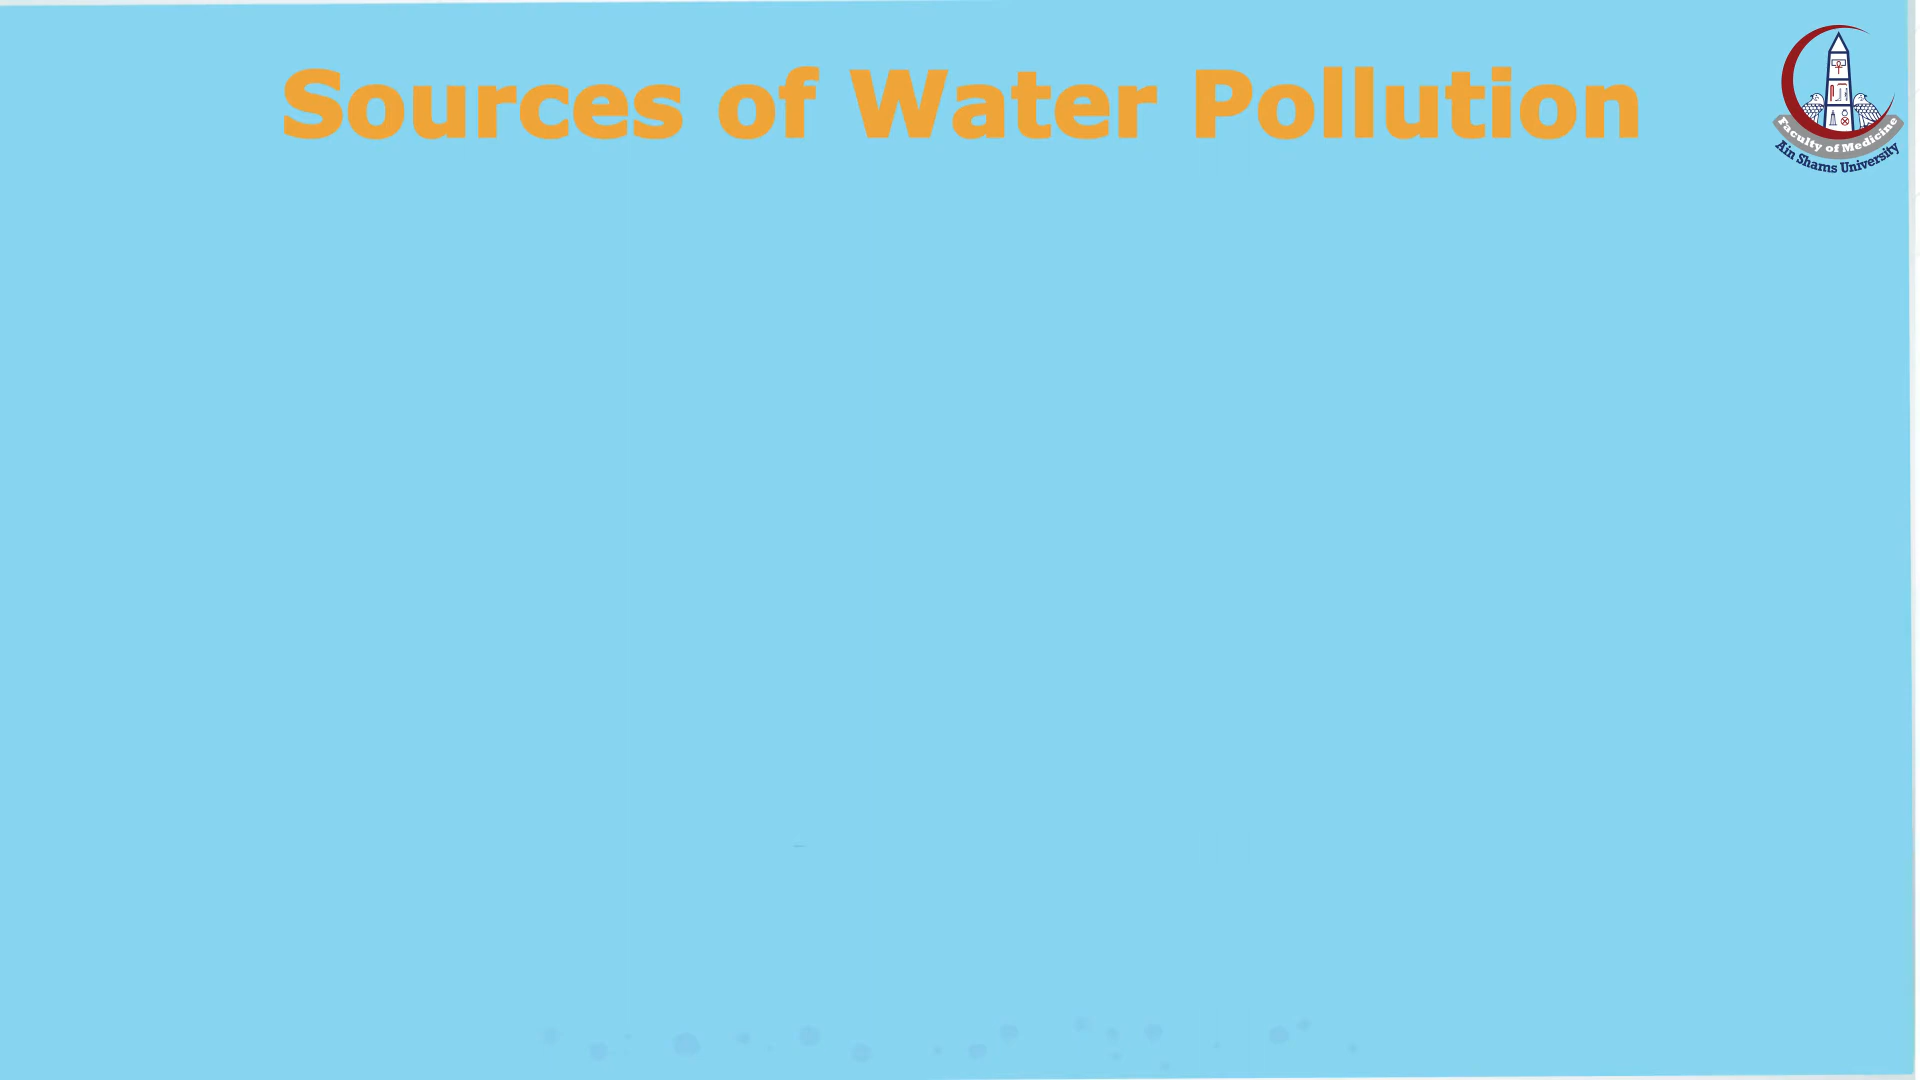 Sources of Water Pollution
Faculty of Medicine
Ain Shams University